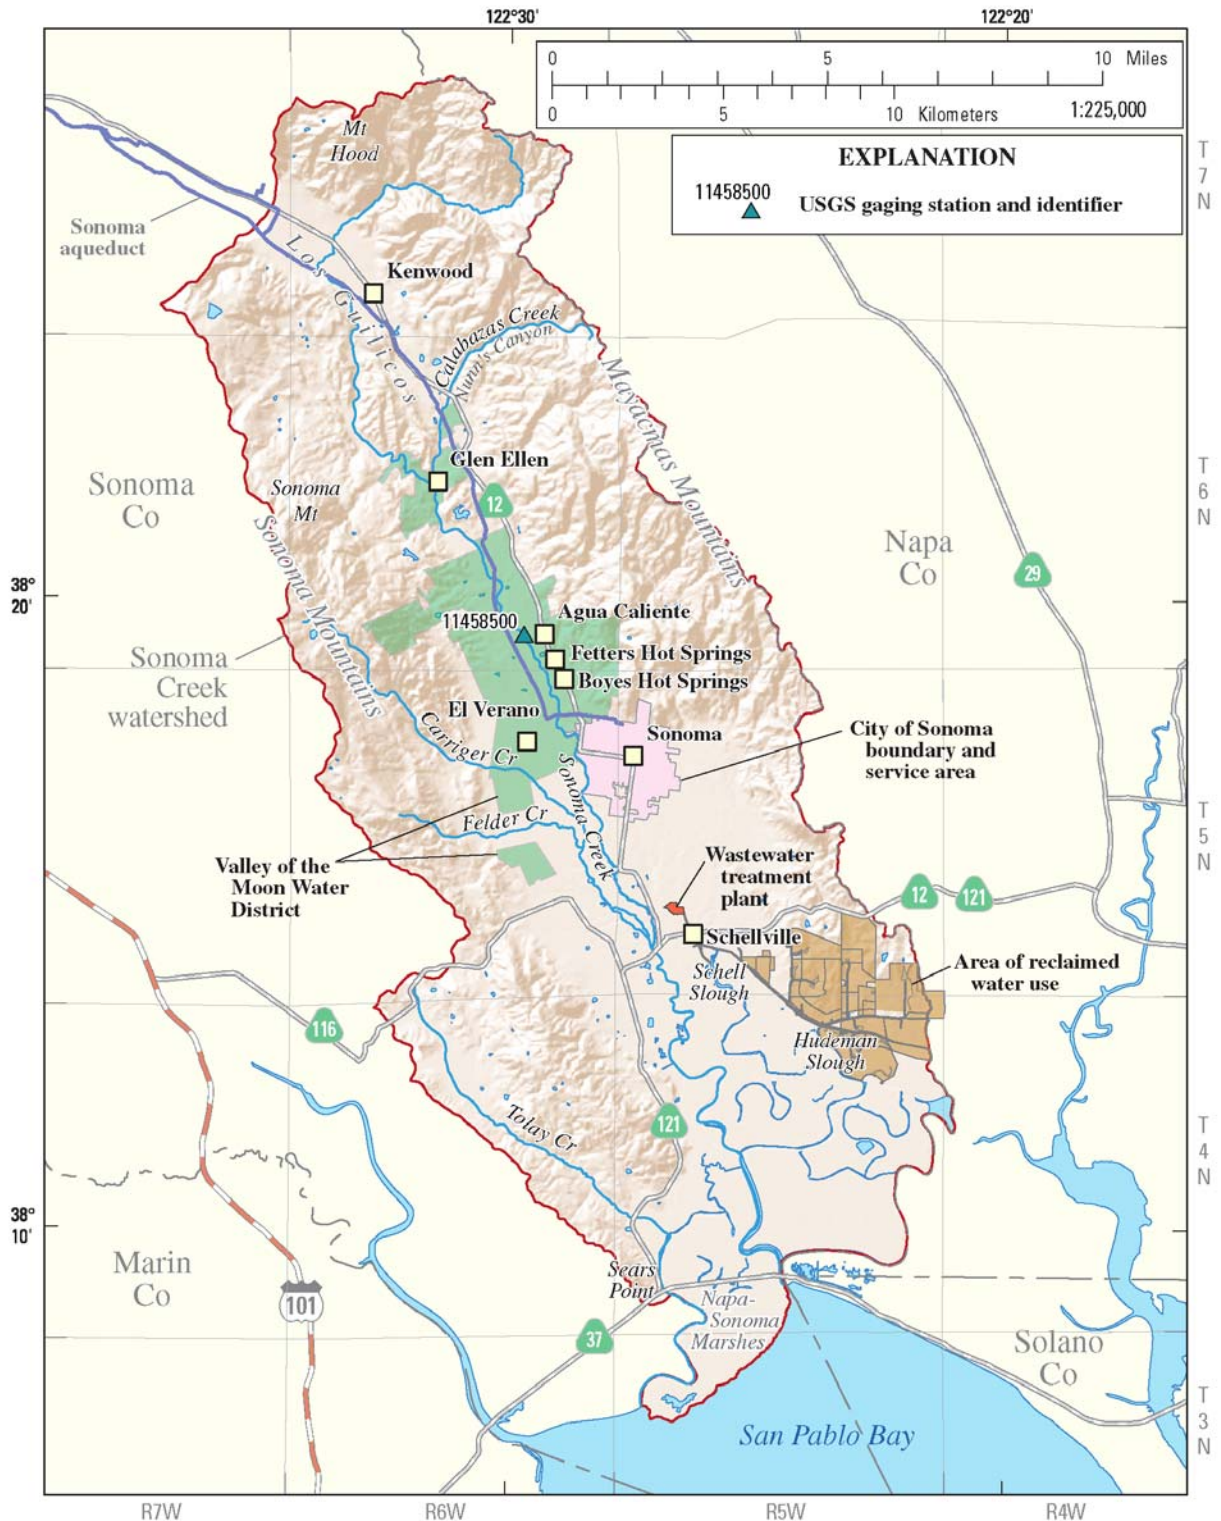 122°30'
122°20'
0 5 10 Miles
0 5 10 Kilometers
1:225,000
EXPLANATION
11458500
USGS gaging station and identifier
T
7
N
Mt
Hood
Sonoma
aqueduct
Los Guilicos
Kenwood
Calabazas Creek
Nunn's Canyon
Mayacmas Mountains
Glen Ellen
12
Sonoma
Co
Sonoma
Mt
Sonoma Mountains
T
6
N
Napa
Co
29
38°
20'
11458500
Agua Caliente
Fetters Hot Springs
Boyes Hot Springs
Sonoma
Creek
watershed
El Verano
Sonoma
Carriger Cr
City of Sonoma
boundary and
service area
Sonoma Creek
Felder Cr
T
5
N
Valley of the
Moon Water
District
Wastewater
treatment
plant
12
121
Schellville
Schell
Slough
Area of reclaimed
water use
116
Hudeman
Slough
Tolay Cr
121
T
4
N
38°
10'
Marin
Co
101
Sears
Point
Napa-
Sonoma
Marshes
37
Solano
Co
San Pablo Bay
T
3
N
R7W
R6W
R5W
R4W